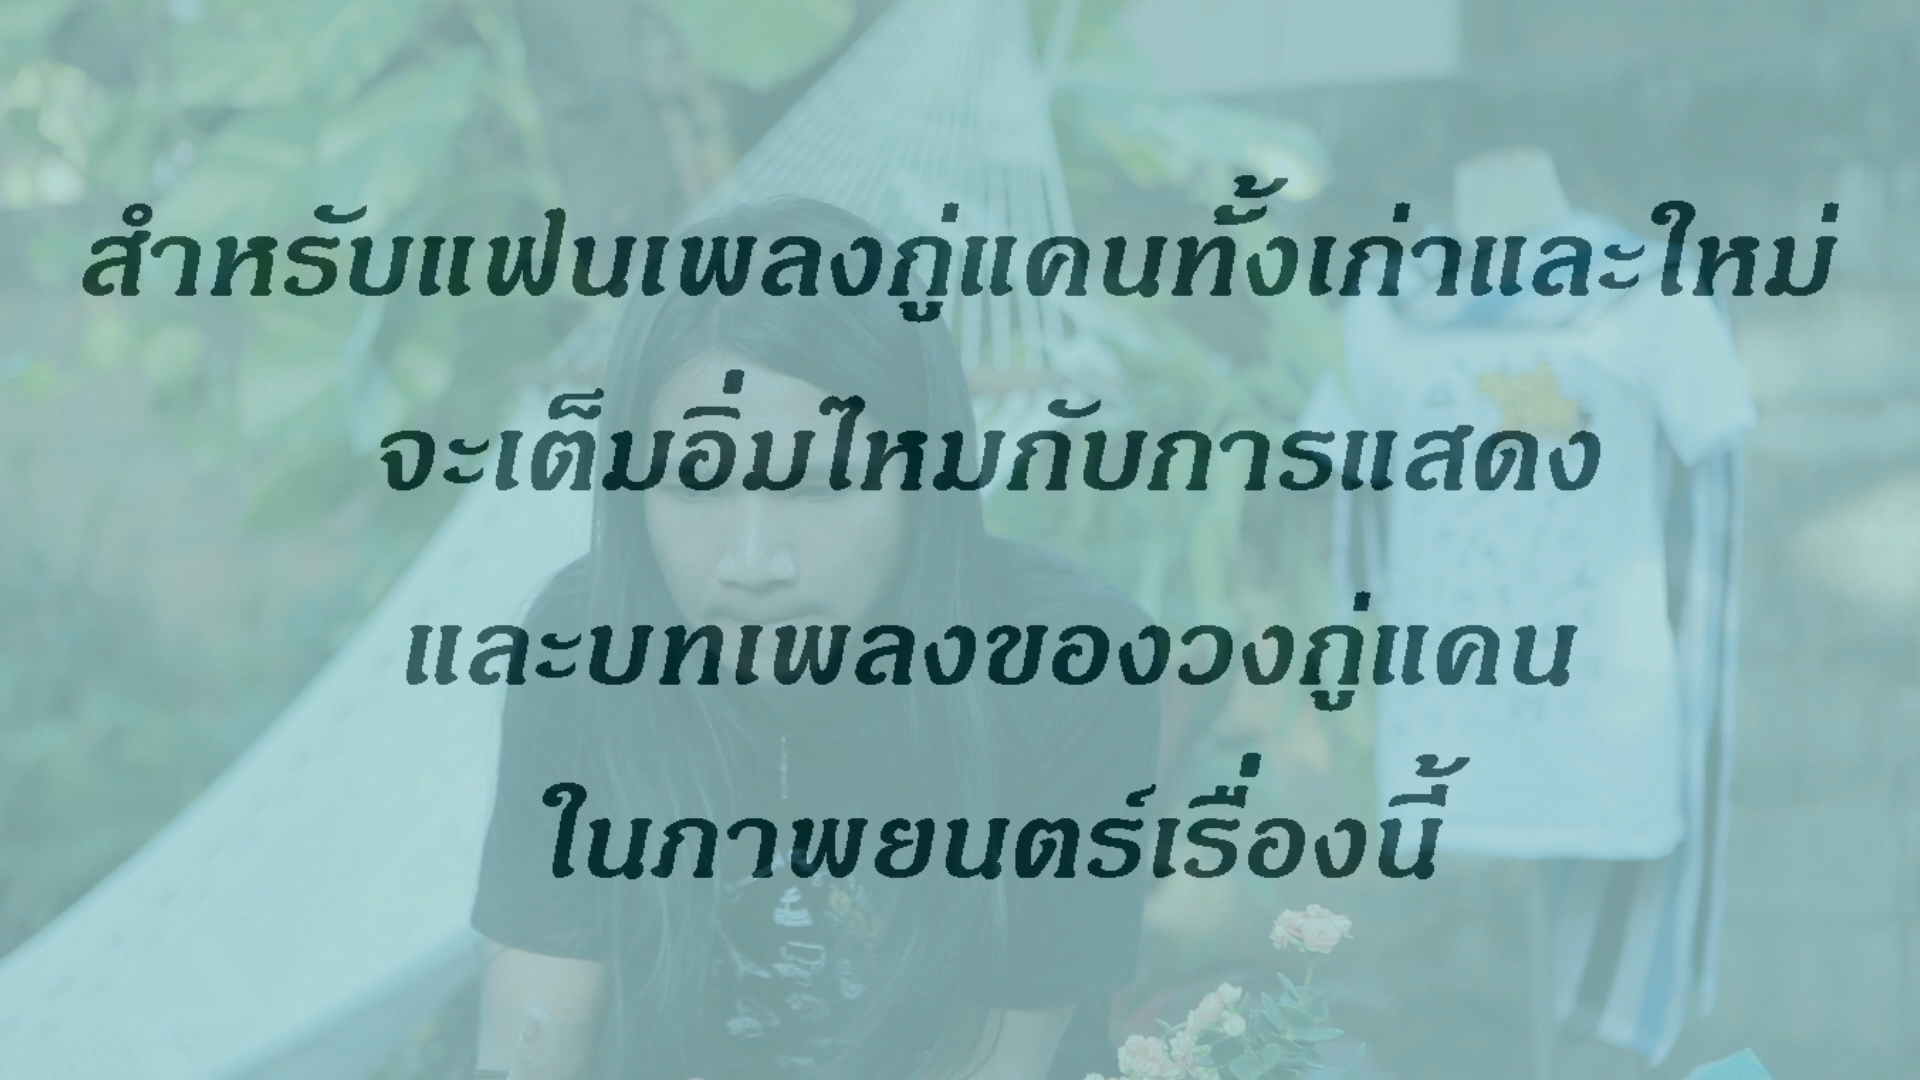 สำหรับแฟนเพลงกู่แคนทั้งเก่าและใหม่
จะเต็มอิ่มไหมกับการแสดง
และบทเพลงของวงกู่แคน
ในภาพยนตร์เรื่องนี้